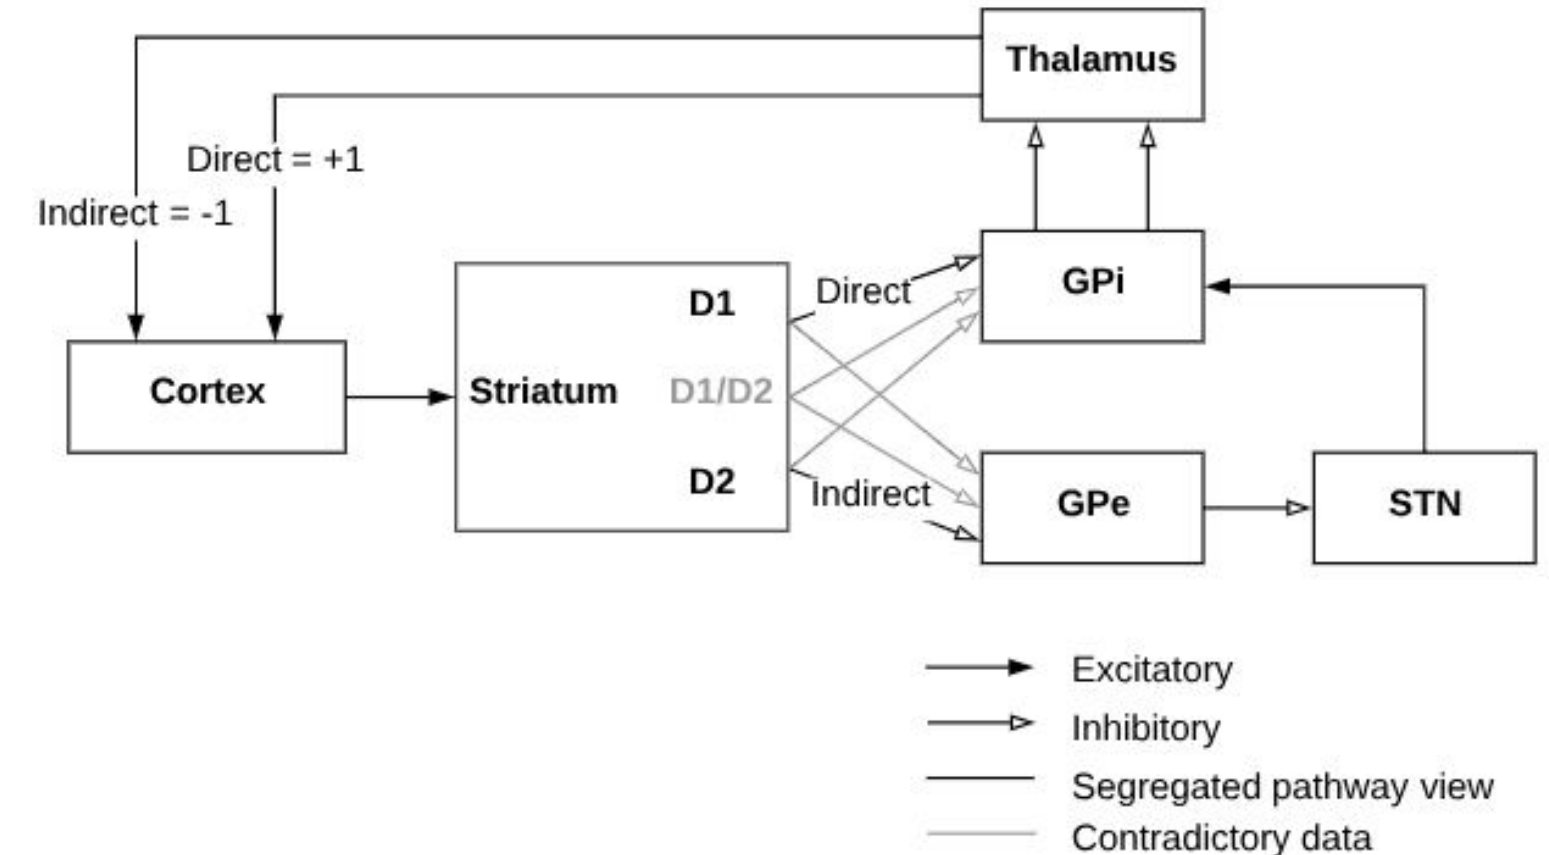 Thalamus
Direct = +1
Indirect = -1
D1
Direct
GPi
Cortex
Striatum
D1/D2
D2
Indirect
GPe
STN
Excitatory
Inhibitory
Segregated pathway view
Contradictory data